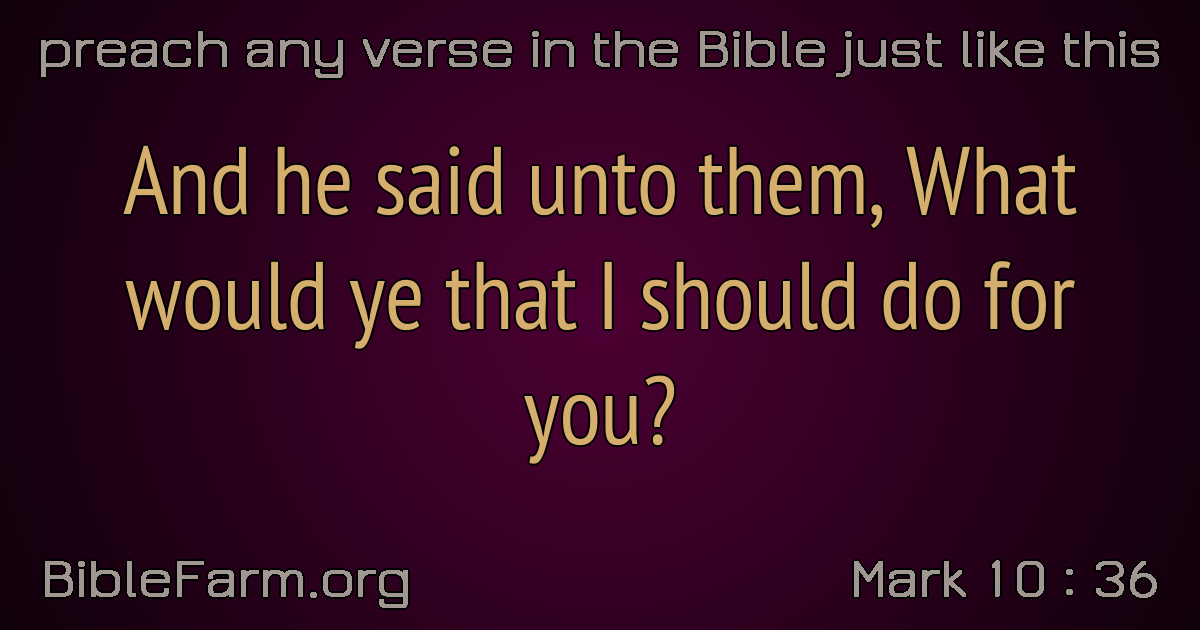 preach any verse in the Bible just like this
And he said unto them, What
would ye that I should do for
you?
BibleFarm.org
Mark 10 : 36